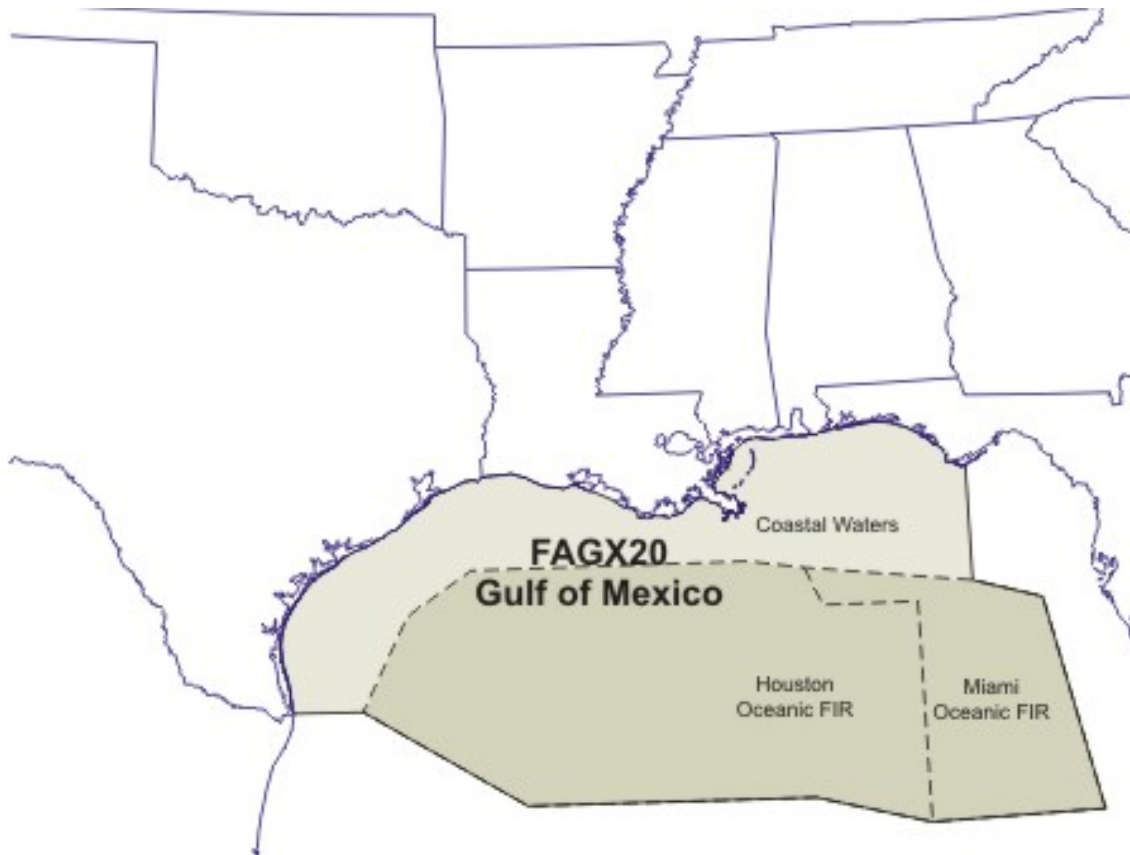 Coastal Waters
FAGX20
Gulf of Mexico
Houston
Oceanic FIR
Miami
Oceanic FIR